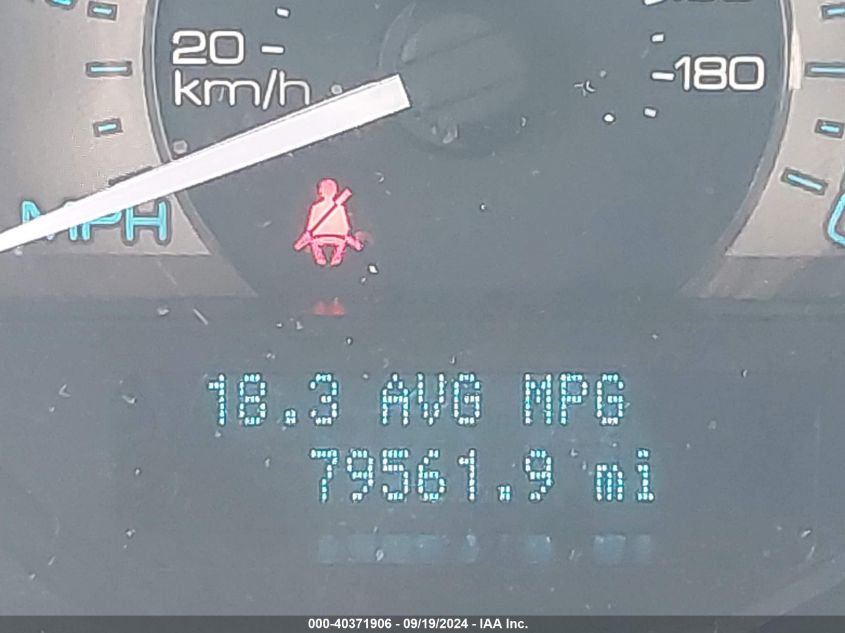 20
km/h
180
MPH
18.3 AVG MPG
79561.9 mi
000-40371906 - 09/19/2024 - IAA Inc.